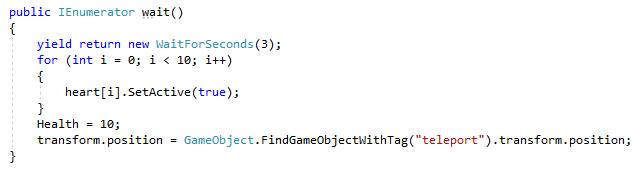 public IEnumerator wait()
{
yield return new WaitForSeconds(3);
for (int i = 0; i < 10; i++)
{
heart[i].SetActive(true);
}
Health = 10;
transform.position = GameObject.FindGameObjectWithTag("teleport").transform.position;
}